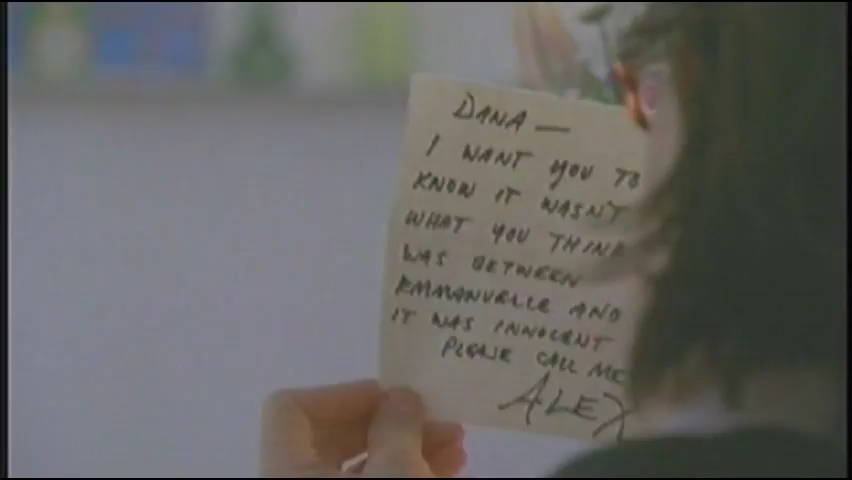 DANA —
I WANT YOU TO
KNOW IT WASN'T
WHAT YOU THINK
WAS BETWEEN
EMMANUELLE AND
IT WAS INNOCENT
PLEASE CALL ME
ALEX